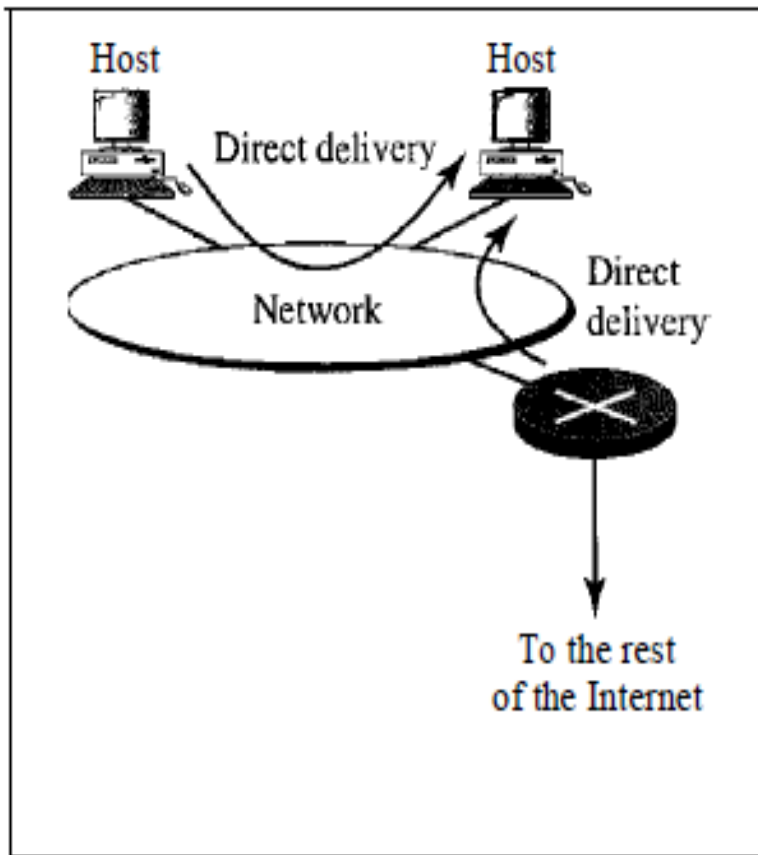 Host
Host
Direct delivery
Direct
delivery
Network
To the rest
of the Internet